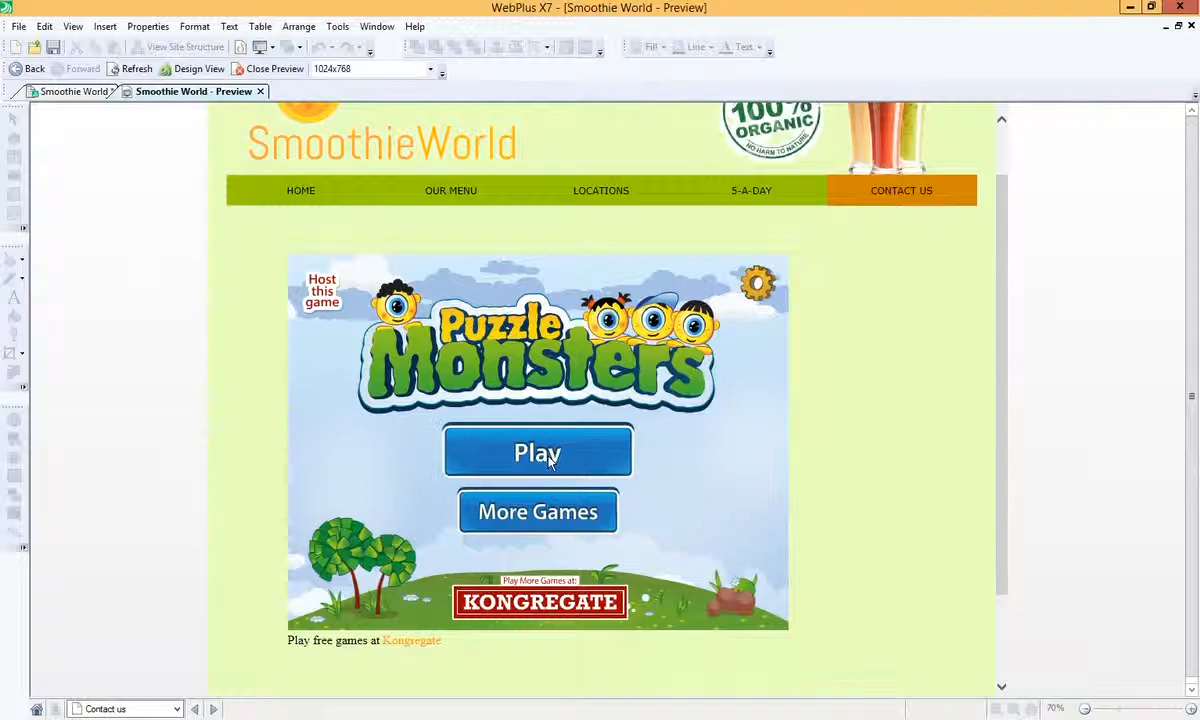 WebPlus X7 - [Smoothie World - Preview]
File Edit View Insert Properties Format Text Table Arrange Tools Window Help
View Site Structure Fill Line Text
Back Forward Refresh Design View Close Preview 1024x768
Smoothie World * Smoothie World - Preview
SmoothieWorld
100%
ORGANIC
NO HARM TO NATURE
HOME OUR MENU LOCATIONS 5-A-DAY CONTACT US
Host
this
game
Puzzle
Monsters
Play
More Games
Play More Games at:
KONGREGATE
Play free games at Kongregate
Contact us 70%